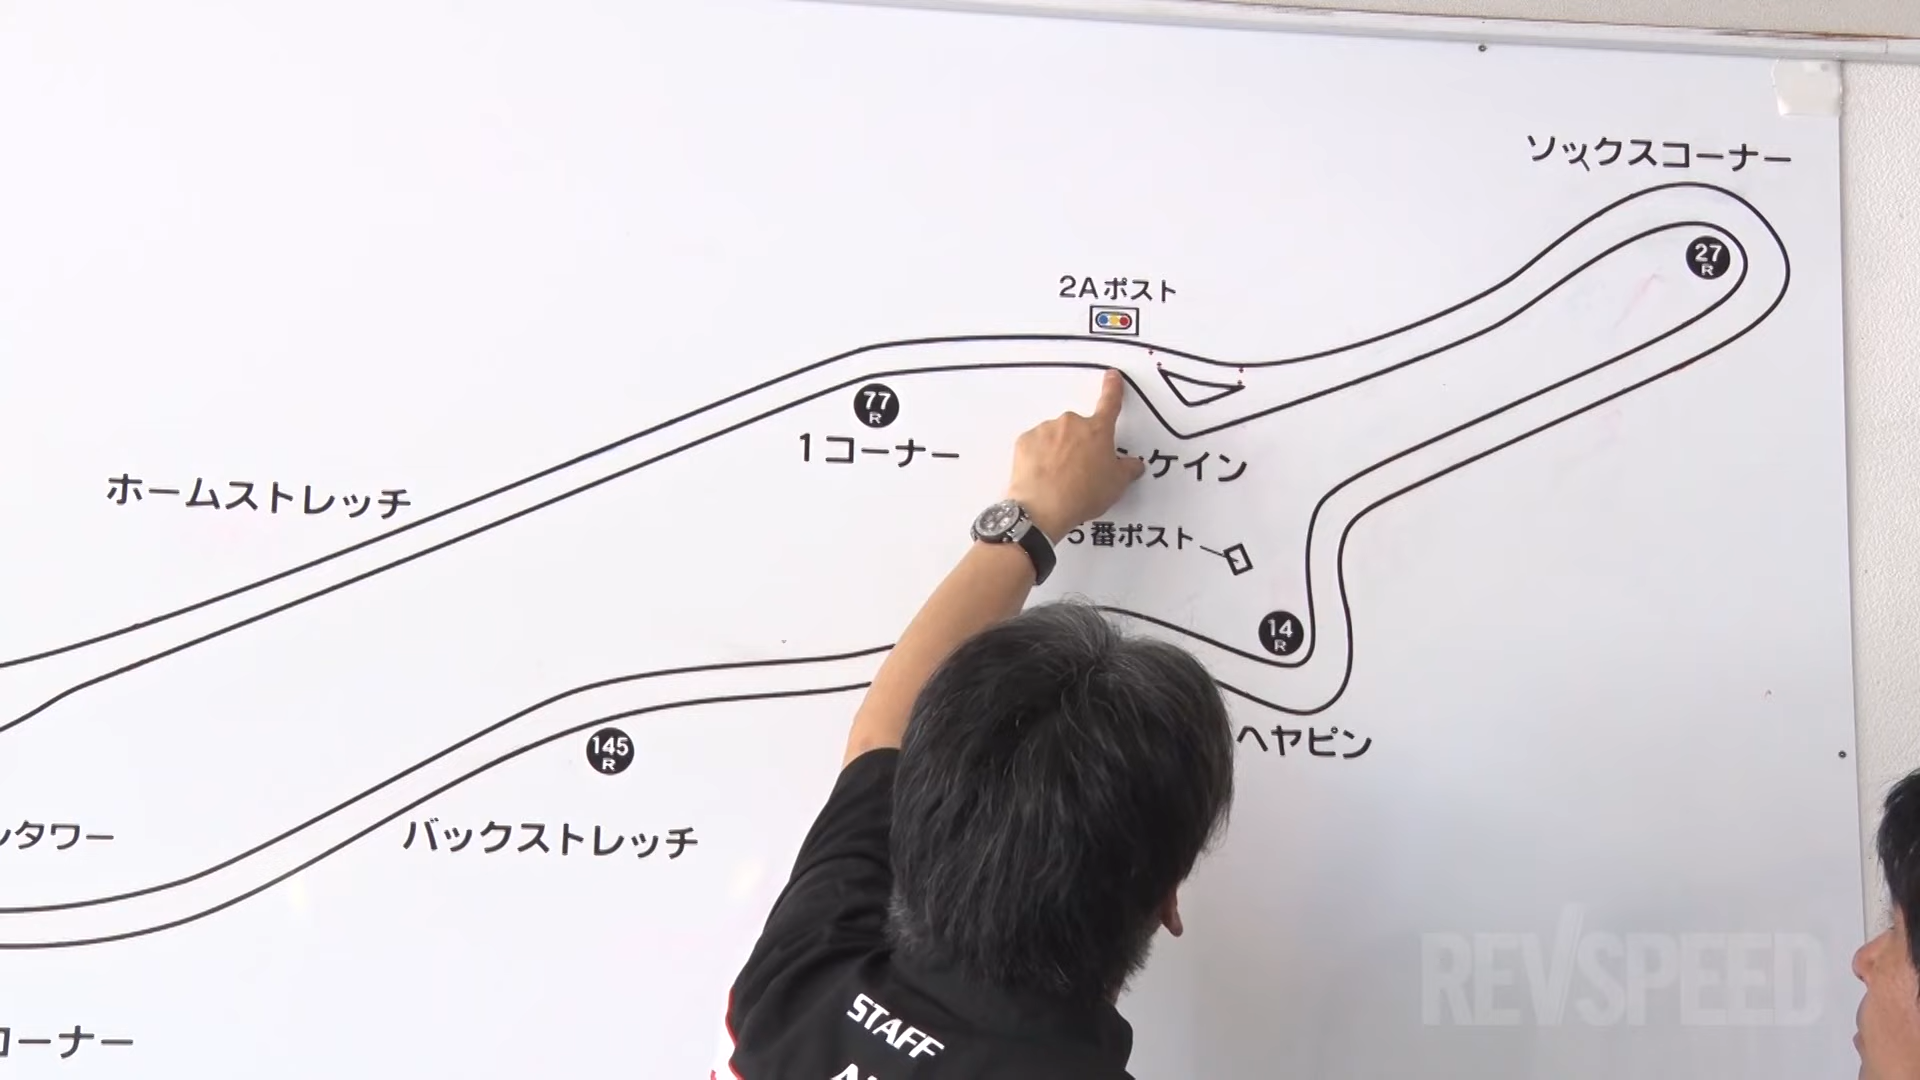 ソックスコーナー
27
R
2Aポスト
77
R
1コーナー
ケイン
ホームストレッチ
5番ポスト
14
R
ヘヤピン
145
R
バックストレッチ
タワー
コーナー
STAFF
REVSPEED